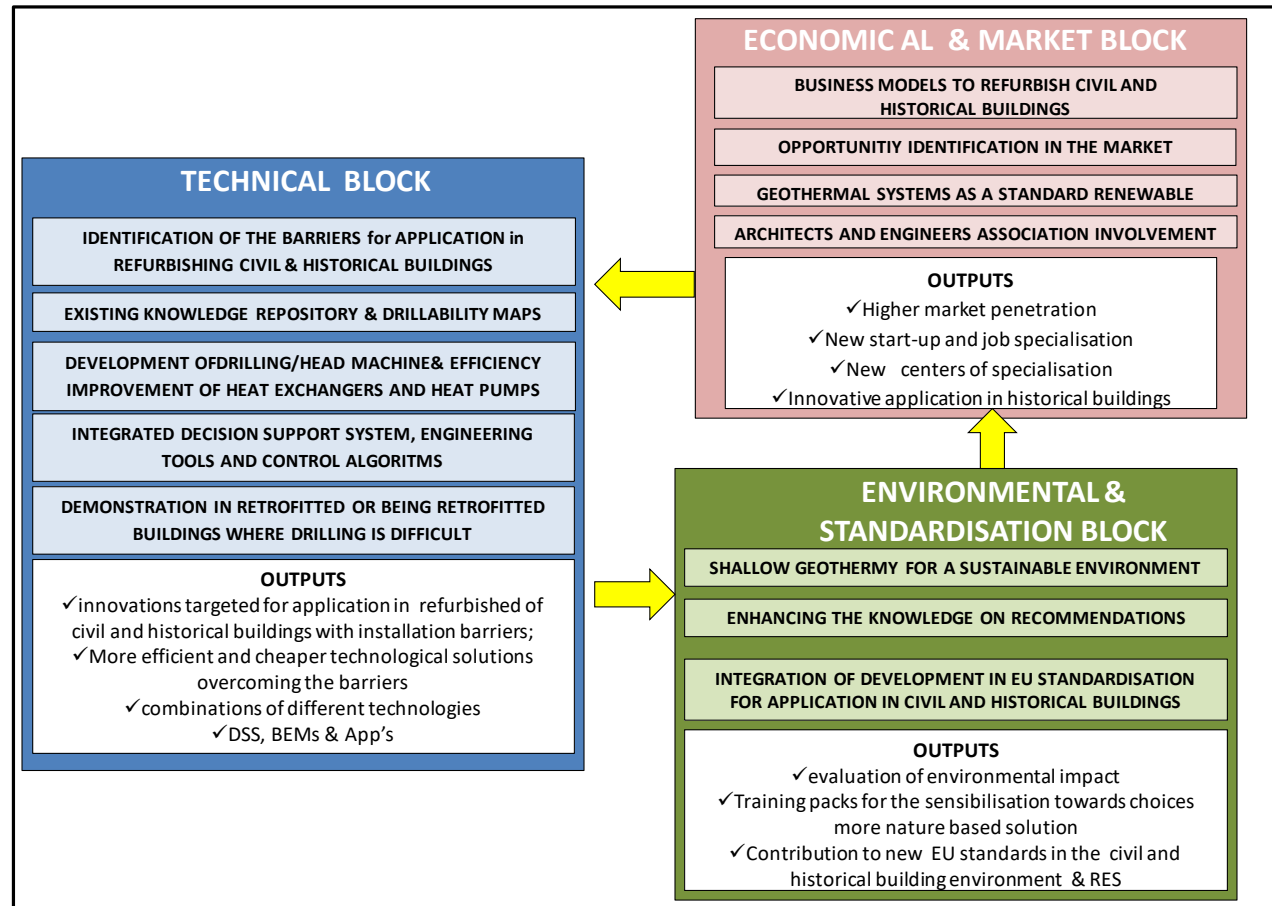 ECONOMIC AL & MARKET BLOCK
BUSINESS MODELS TO REFURBISH CIVIL AND
HISTORICAL BUILDINGS
OPPORTUNITIY IDENTIFICATION IN THE MARKET
GEOTHERMAL SYSTEMS AS A STANDARD RENEWABLE
ARCHITECTS AND ENGINEERS ASSOCIATION INVOLVEMENT
OUTPUTS
✓Higher market penetration
✓New start-up and job specialisation
✓New centers of specialisation
✓Innovative application in historical buildings
TECHNICAL BLOCK
IDENTIFICATION OF THE BARRIERS for APPLICATION in
REFURBISHING CIVIL & HISTORICAL BUILDINGS
EXISTING KNOWLEDGE REPOSITORY & DRILLABILITY MAPS
DEVELOPMENT OFDRILLING/HEAD MACHINE& EFFICIENCY
IMPROVEMENT OF HEAT EXCHANGERS AND HEAT PUMPS
INTEGRATED DECISION SUPPORT SYSTEM, ENGINEERING
TOOLS AND CONTROL ALGORITMS
DEMONSTRATION IN RETROFITTED OR BEING RETROFITTED
BUILDINGS WHERE DRILLING IS DIFFICULT
OUTPUTS
✓innovations targeted for application in refurbished of
civil and historical buildings with installation barriers;
✓More efficient and cheaper technological solutions
overcoming the barriers
✓combinations of different technologies
✓DSS, BEMs & App's
ENVIRONMENTAL &
STANDARDISATION BLOCK
SHALLOW GEOTHERMY FOR A SUSTAINABLE ENVIRONMENT
ENHANCING THE KNOWLEDGE ON RECOMMENDATIONS
INTEGRATION OF DEVELOPMENT IN EU STANDARDISATION
FOR APPLICATION IN CIVIL AND HISTORICAL BUILDINGS
OUTPUTS
✓evaluation of environmental impact
✓Training packs for the sensibilisation towards choices
more nature based solution
✓Contribution to new EU standards in the civil and
historical building environment & RES